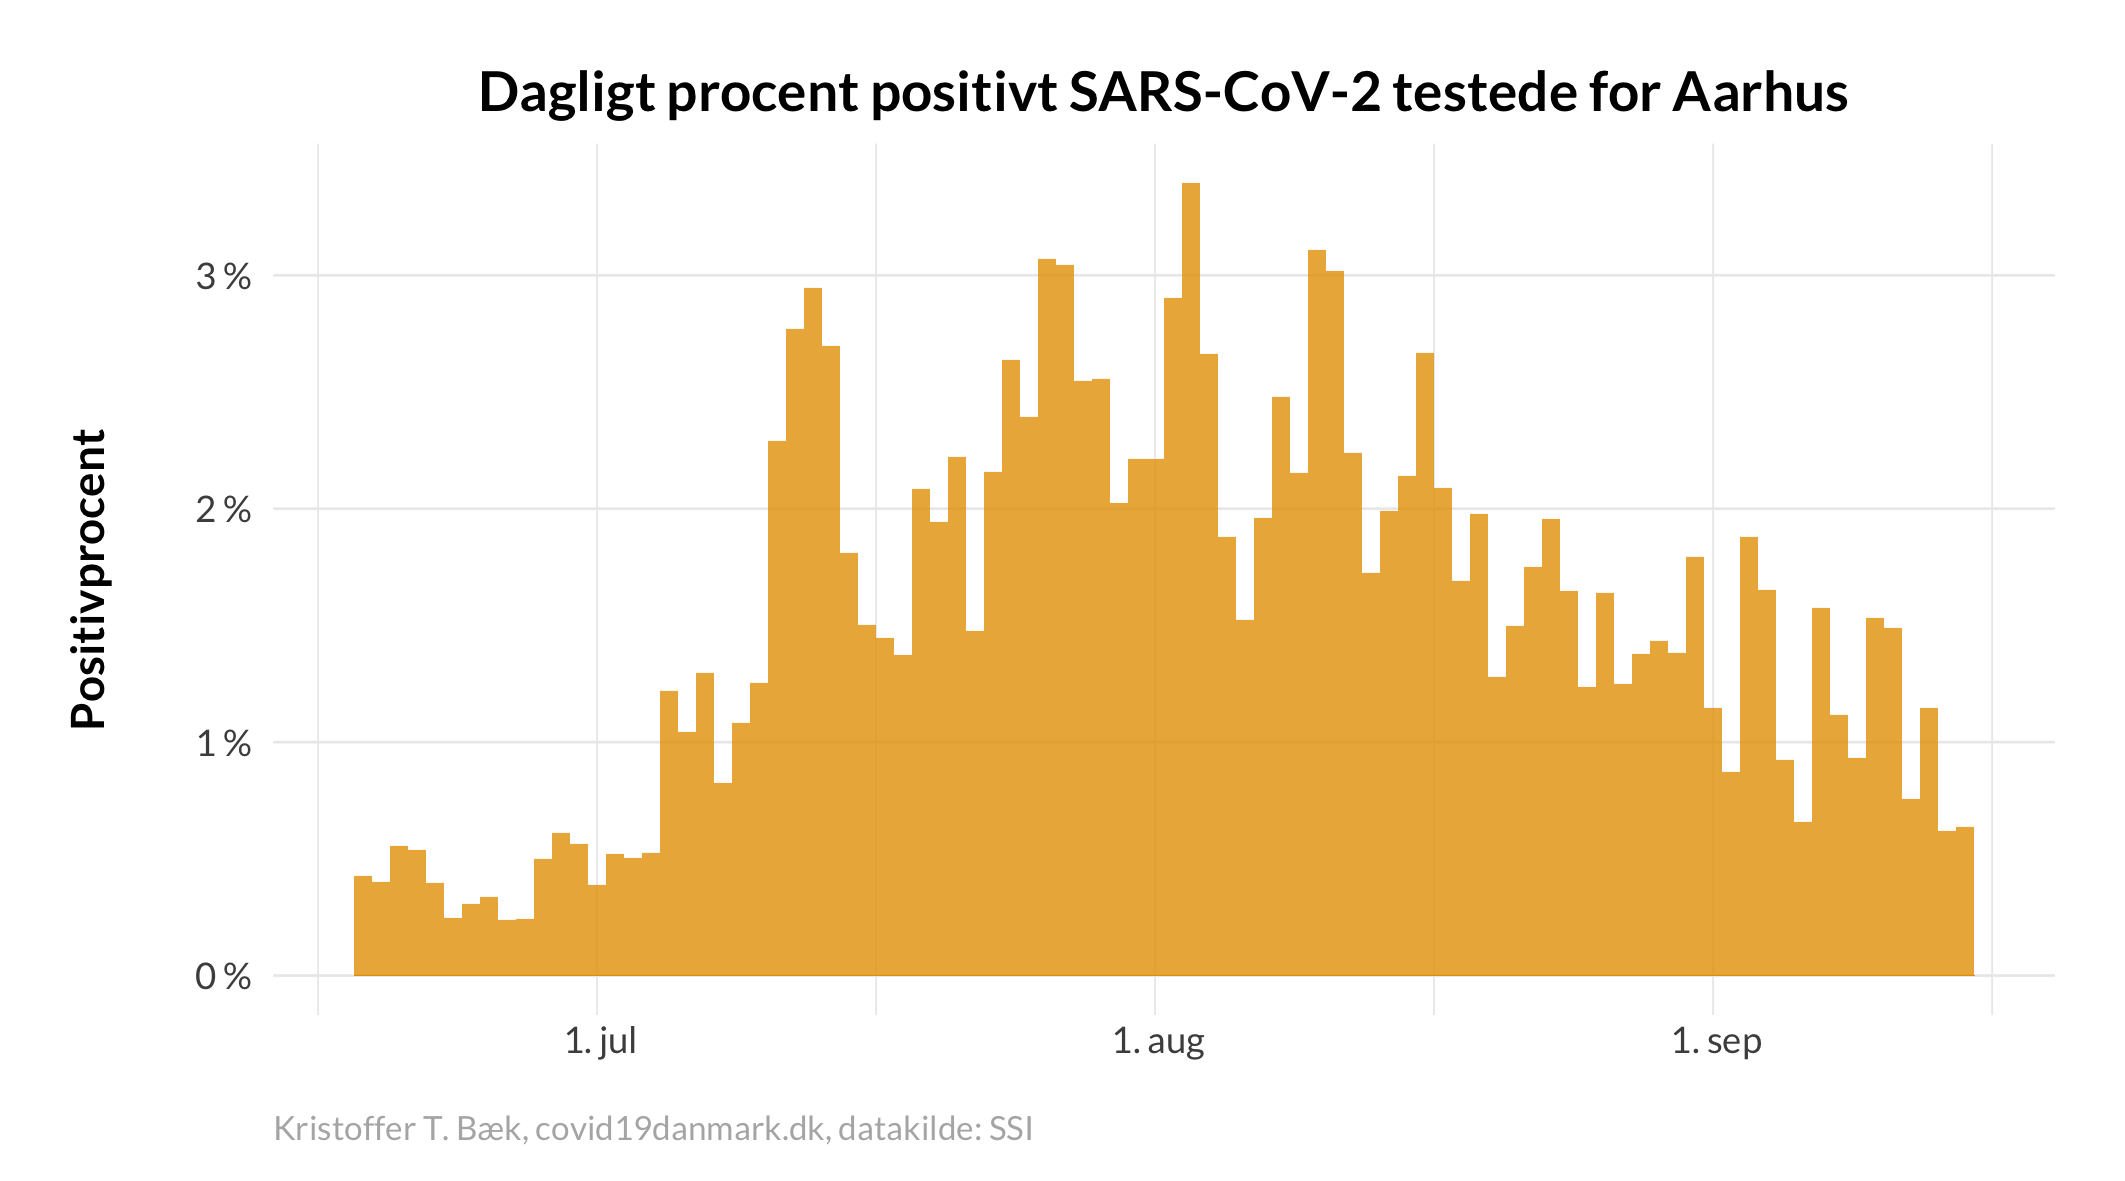 Dagligt procent positivt SARS-CoV-2 testede for Aarhus
Positivprocent
3 %
2 %
1 %
0 %
1. jul
1. aug
1. sep
Kristoffer T. Bæk, covid19danmark.dk, datakilde: SSI